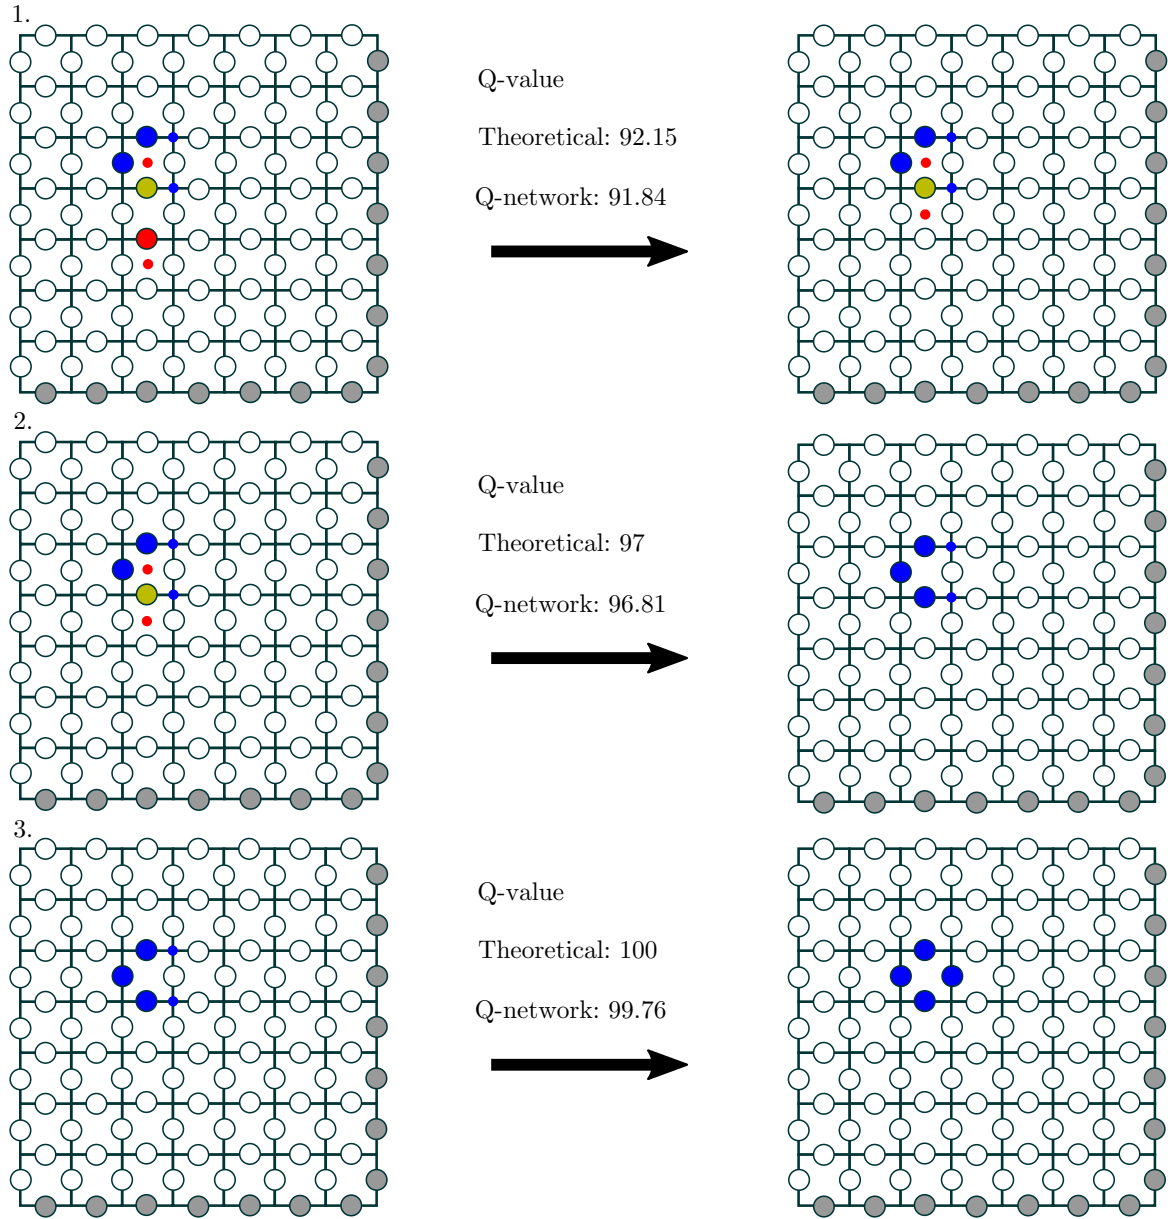 1.
Q-value
Theoretical: 92.15
Q-network: 91.84
2.
Q-value
Theoretical: 97
Q-network: 96.81
3.
Q-value
Theoretical: 100
Q-network: 99.76